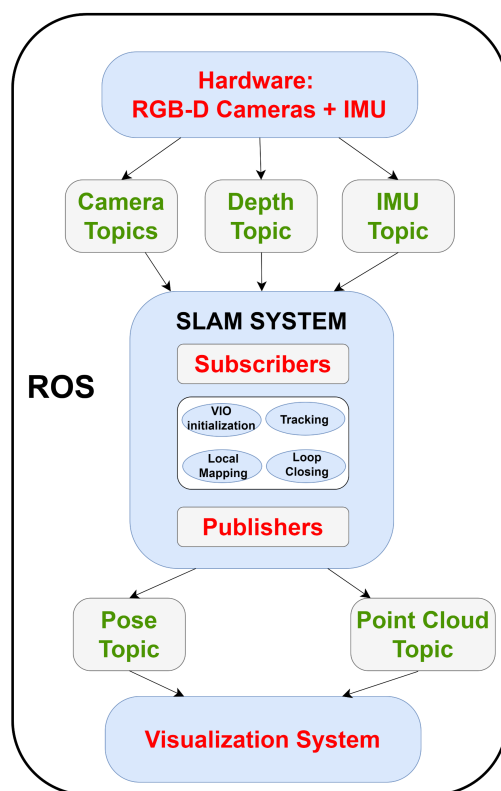 Hardware:
RGB-D Cameras + IMU
Camera
Topics
Depth
Topic
IMU
Topic
SLAM SYSTEM
Subscribers
ROS
VIO
initialization
Tracking
Local
Mapping
Loop
Closing
Publishers
Pose
Topic
Point Cloud
Topic
Visualization System